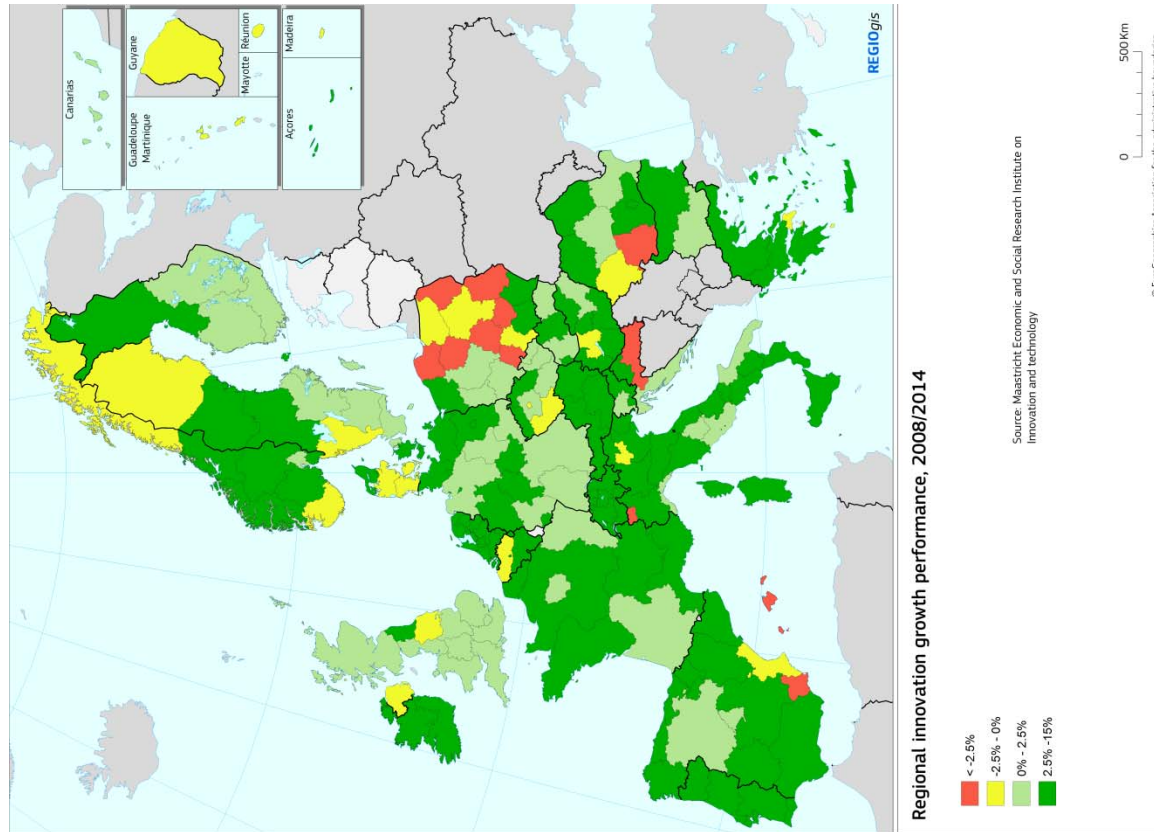 Canarias
Guadeloupe
Martinique
Guyane
Mayotte
Réunion
Açores
Madeira
REGIOgis
Regional innovation growth performance, 2008/2014
< -2.5%
-2.5% - 0%
0% - 2.5%
2.5% -15%
Source: Maastricht Economic and Social Research Institute on
Innovation and technology
0
500 Km